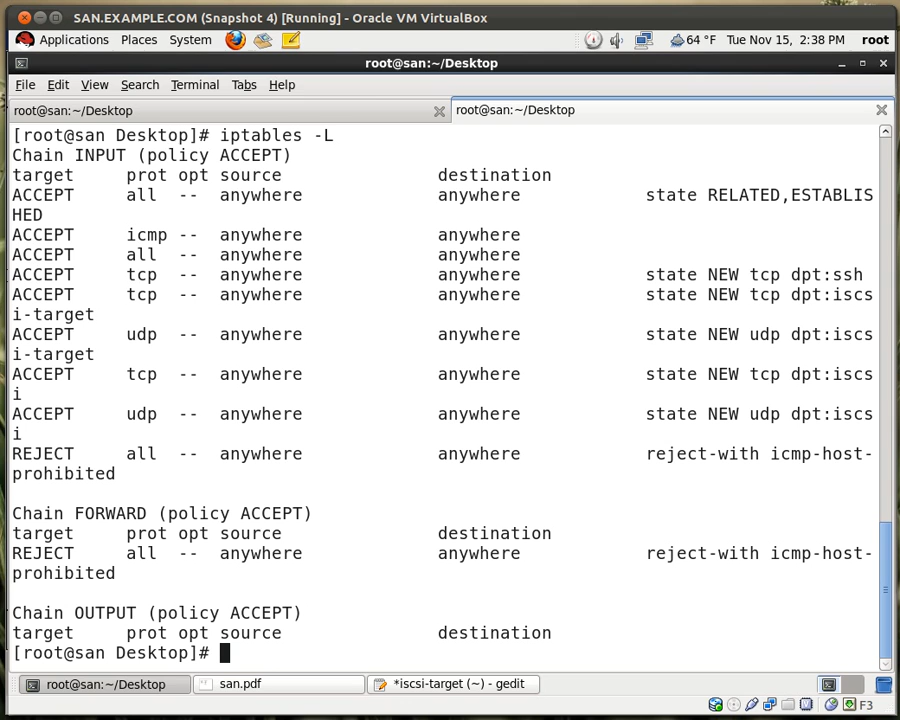 SAN.EXAMPLE.COM (Snapshot 4) [Running] - Oracle VM VirtualBox
Applications Places System 64 °F Tue Nov 15, 2:38 PM root
root@san:~/Desktop
File Edit View Search Terminal Tabs Help
root@san:~/Desktop root@san:~/Desktop
[root@san Desktop]# iptables -L
Chain INPUT (policy ACCEPT)
target prot opt source destination
ACCEPT all -- anywhere anywhere state RELATED,ESTABLIS
HED
ACCEPT icmp -- anywhere anywhere
ACCEPT all -- anywhere anywhere
ACCEPT tcp -- anywhere anywhere state NEW tcp dpt:ssh
ACCEPT tcp -- anywhere anywhere state NEW tcp dpt:iscs
i-target
ACCEPT udp -- anywhere anywhere state NEW udp dpt:iscs
i-target
ACCEPT tcp -- anywhere anywhere state NEW tcp dpt:iscs
i
ACCEPT udp -- anywhere anywhere state NEW udp dpt:iscs
i
REJECT all -- anywhere anywhere reject-with icmp-host-
prohibited
Chain FORWARD (policy ACCEPT)
target prot opt source destination
REJECT all -- anywhere anywhere reject-with icmp-host-
prohibited
Chain OUTPUT (policy ACCEPT)
target prot opt source destination
[root@san Desktop]#
root@san:~/Desktop san.pdf *iscsi-target (~) - gedit
F3